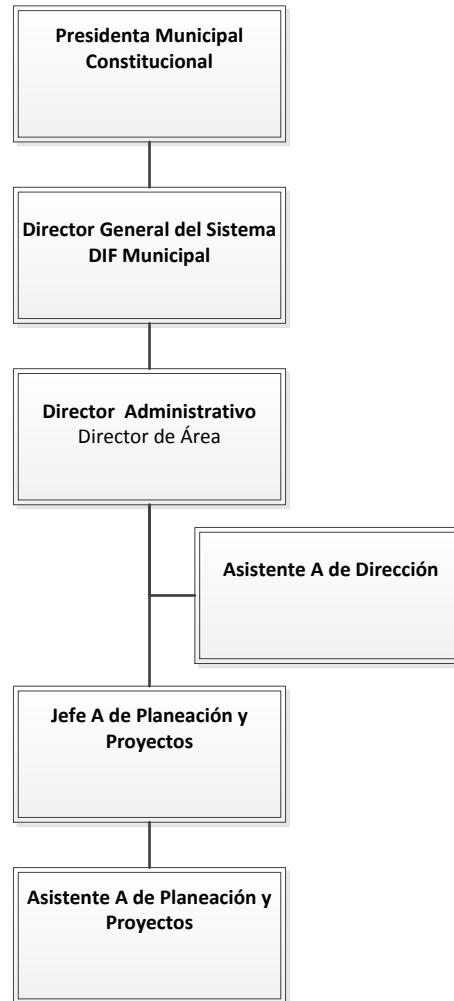 Presidenta Municipal
Constitucional
Director General del Sistema
DIF Municipal
Director Administrativo
Director de Área
Asistente A de Dirección
Jefe A de Planeación y
Proyectos
Asistente A de Planeación y
Proyectos